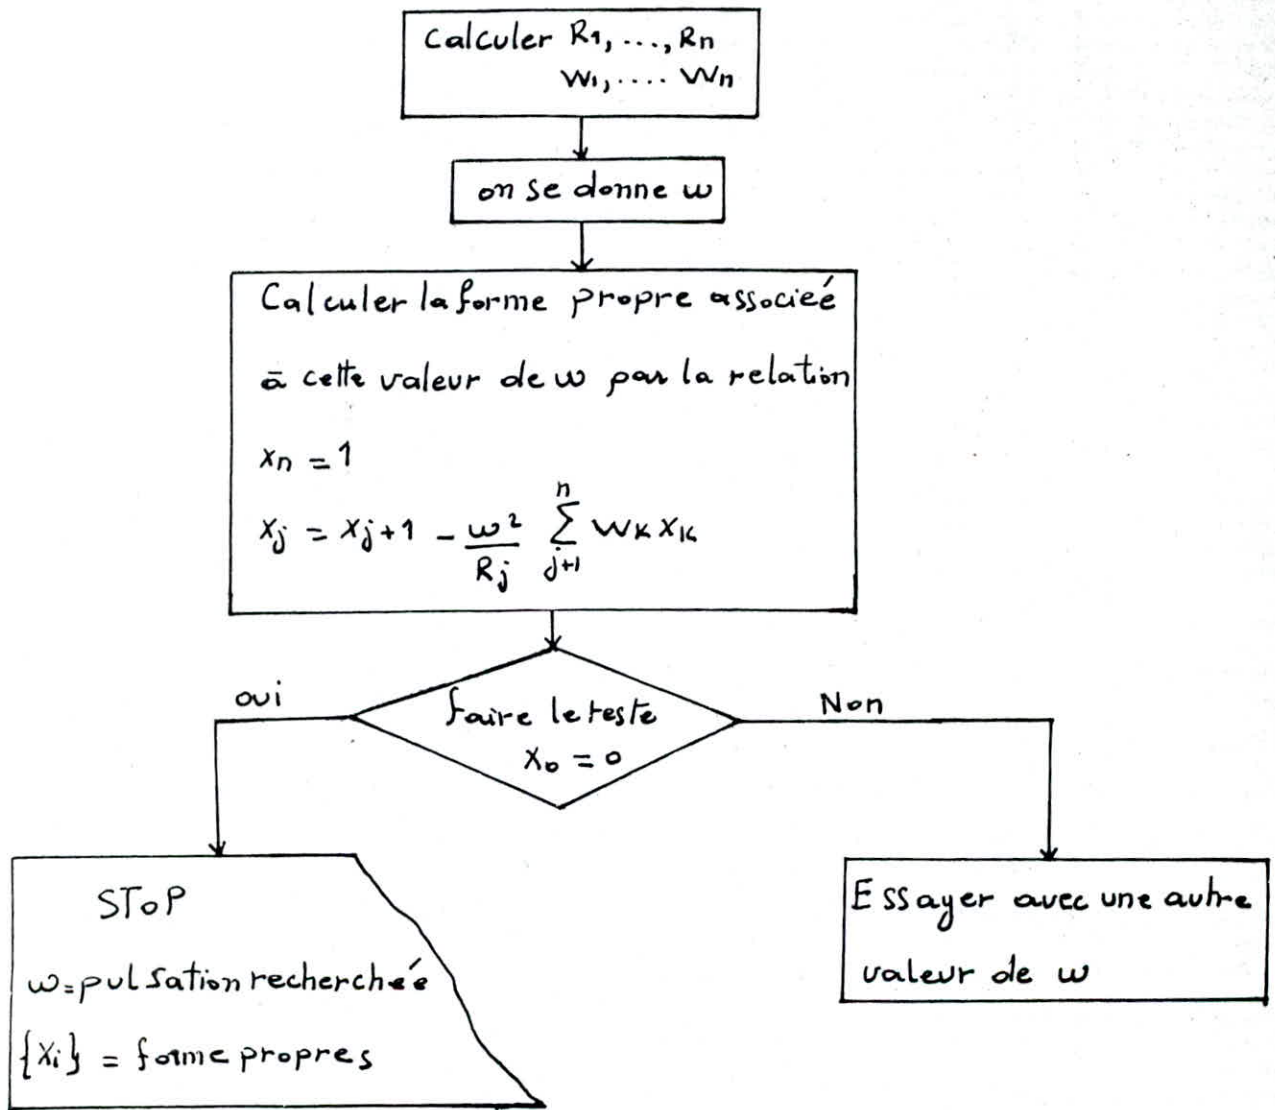 Calculer R1, ..., Rn
W1, .... Wn
on se donne ω
Calculer la forme propre associeé
à cette valeur de ω par la relation
xn = 1
xj = xj+1 - ω²/Rj ∑_{j+1}^{n} WK XK
oui
faire le teste
X0 = 0
Non
SToP
ω = pulsation recherchée
{Xi} = forme propres
Essayer avec une autre
valeur de ω